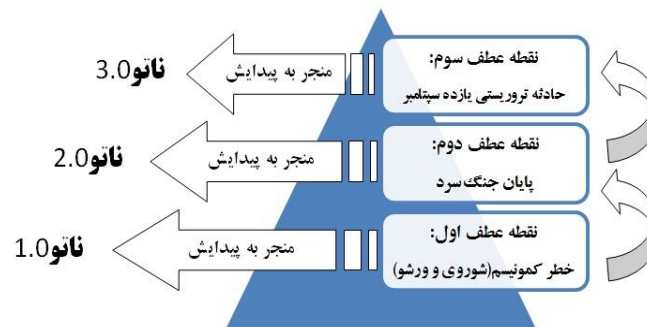 نقطه عطف سوم:
حادثه تروریستی یازده سپتامبر
منجر به پیدایش
ناتو3.0
نقطه عطف دوم:
پایان جنگ سرد
منجر به پیدایش
ناتو2.0
نقطه عطف اول:
خطر کمونیسم(شوروی و ورشو)
منجر به پیدایش
ناتو1.0